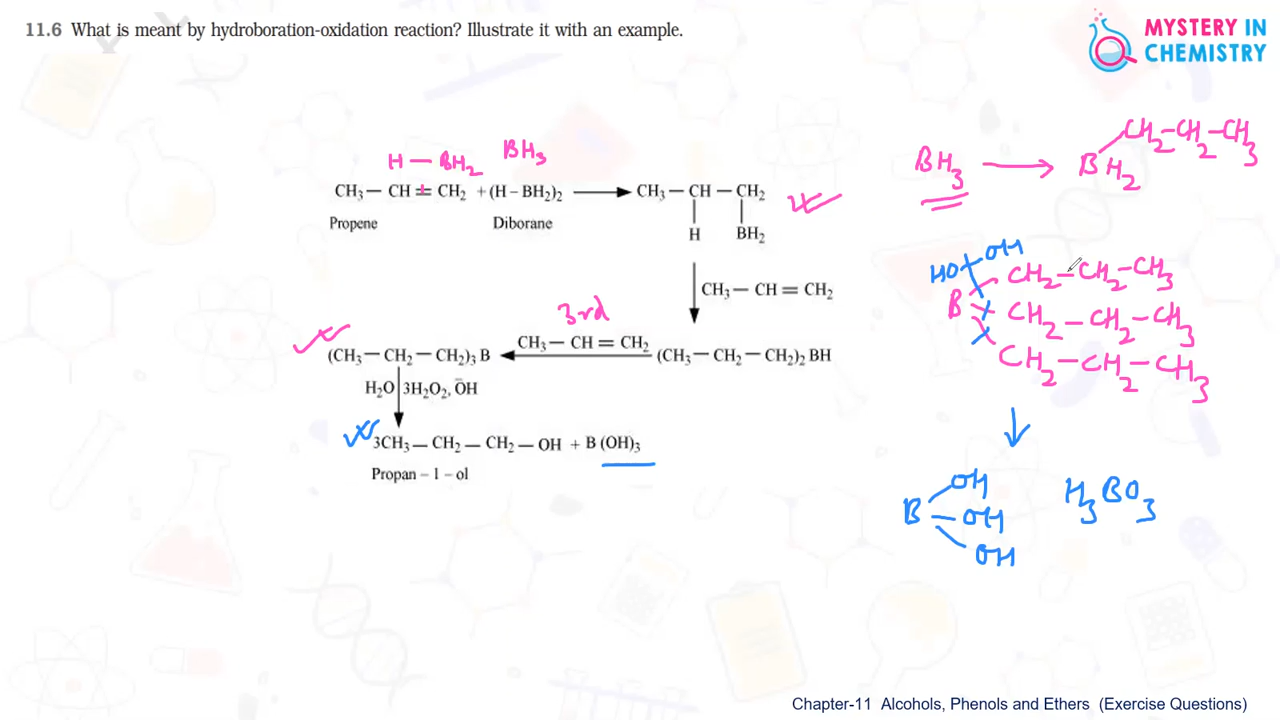 11.6 What is meant by hydroboration-oxidation reaction? Illustrate it with an example.
MYSTERY IN
CHEMISTRY
H — BH₂ BH₃
CH₃ — CH = CH₂ + (H – BH₂)₂ ⟶ CH₃ — CH — CH₂
Propene Diborane
H BH₂
BH₃ ⟶ BH₂ CH₂-CH₂-CH₃
CH₃ — CH = CH₂
3rd
CH₃ — CH = CH₂
(CH₃ — CH₂ — CH₂)₃ B ⟵ (CH₃ — CH₂ — CH₂)₂ BH
H₂O 3H₂O₂, ŌH
3CH₃ — CH₂ — CH₂ — OH + B (OH)₃
Propan – 1 – ol
HO OH
CH₂ — CH₂ — CH₃
B CH₂ — CH₂ — CH₃
CH₂ — CH₂ — CH₃
OH
B OH H₃BO₃
OH
Chapter-11 Alcohols, Phenols and Ethers (Exercise Questions)